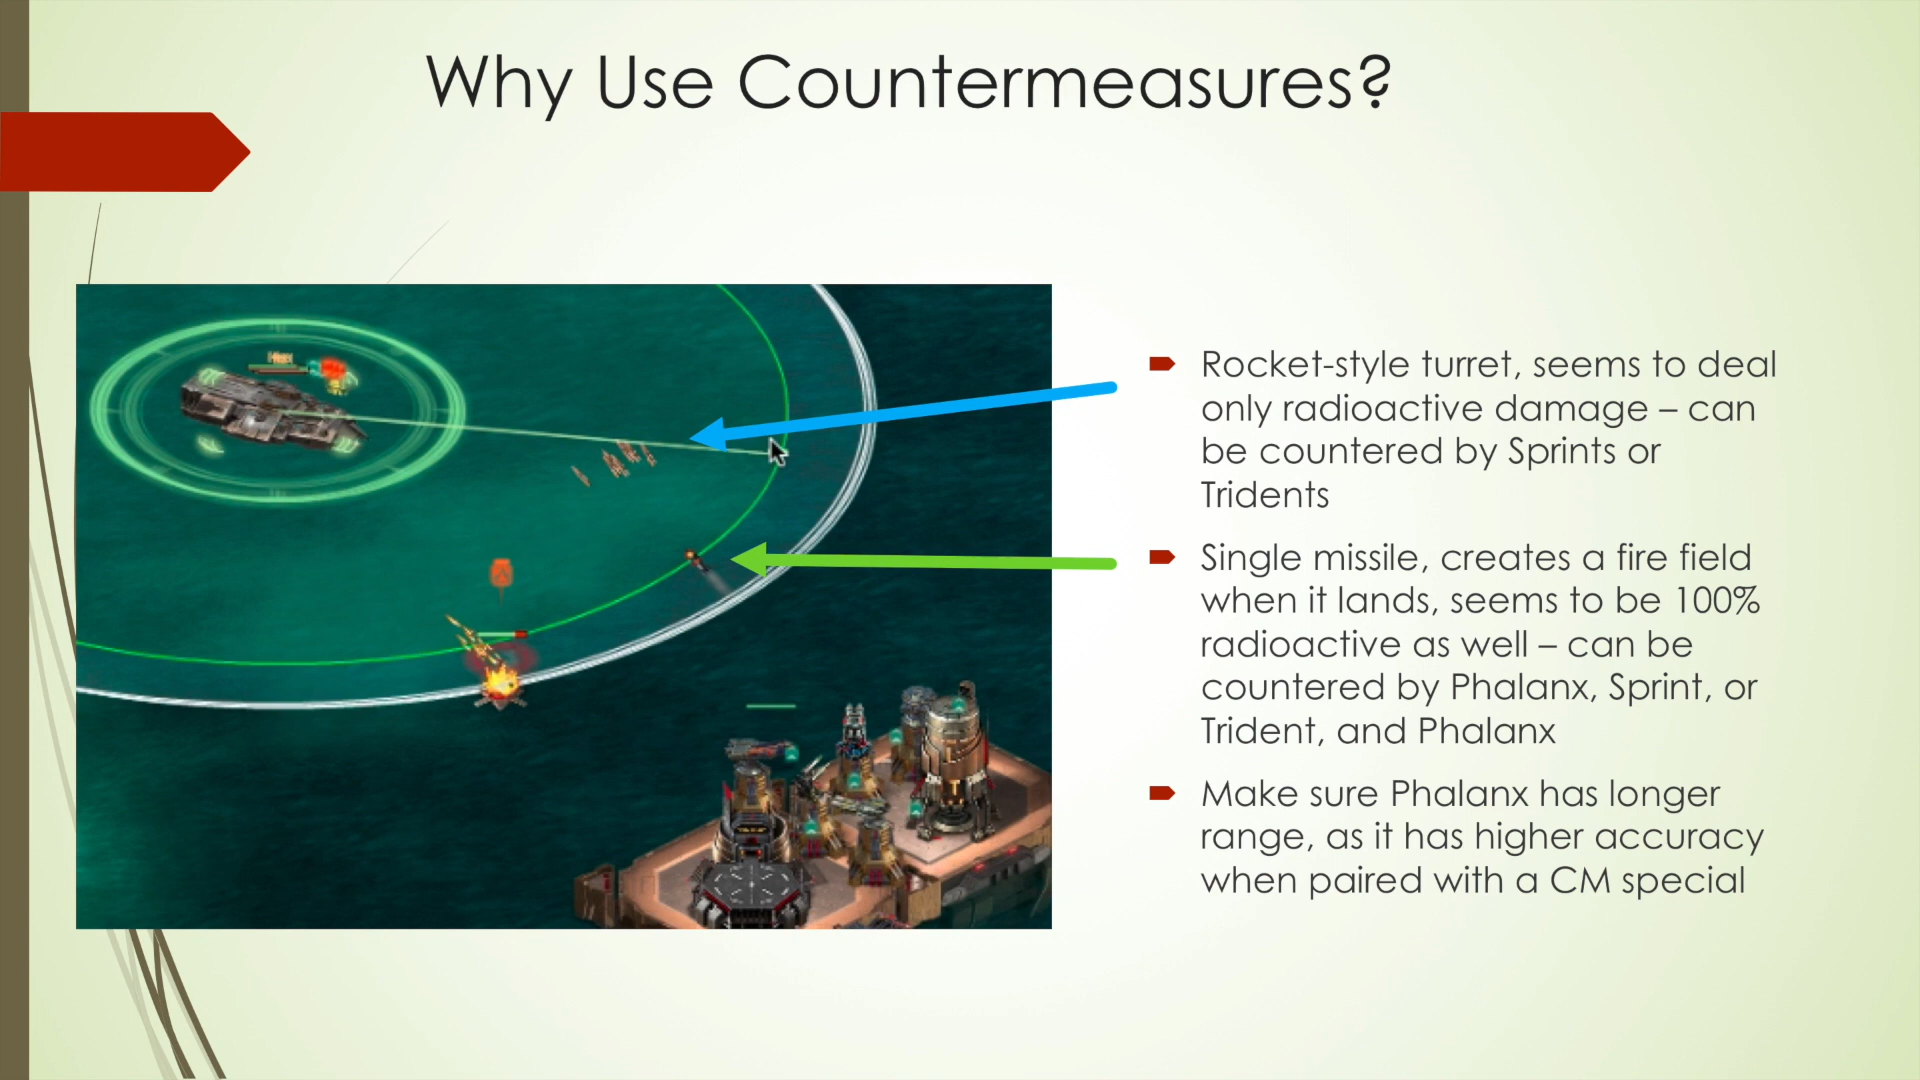 Why Use Countermeasures?
Rocket-style turret, seems to deal
only radioactive damage – can
be countered by Sprints or
Tridents
Single missile, creates a fire field
when it lands, seems to be 100%
radioactive as well – can be
countered by Phalanx, Sprint, or
Trident, and Phalanx
Make sure Phalanx has longer
range, as it has higher accuracy
when paired with a CM special